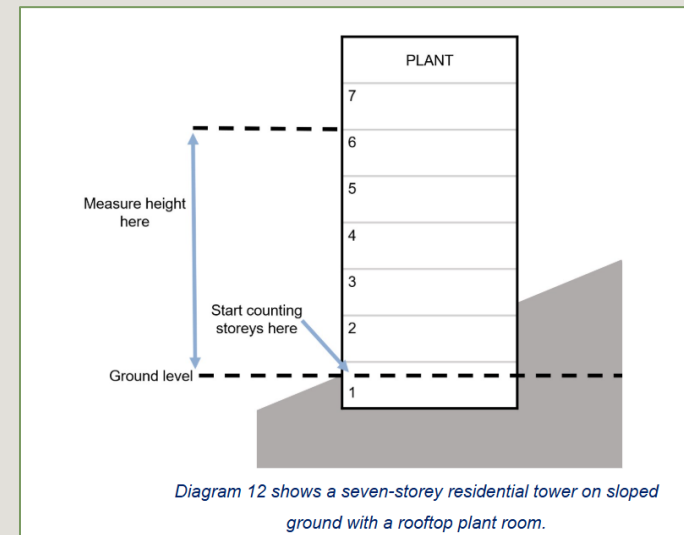 PLANT
7
6
5
Measure height
here
4
3
Start counting
storeys here
2
Ground level
1
Diagram 12 shows a seven-storey residential tower on sloped
ground with a rooftop plant room.